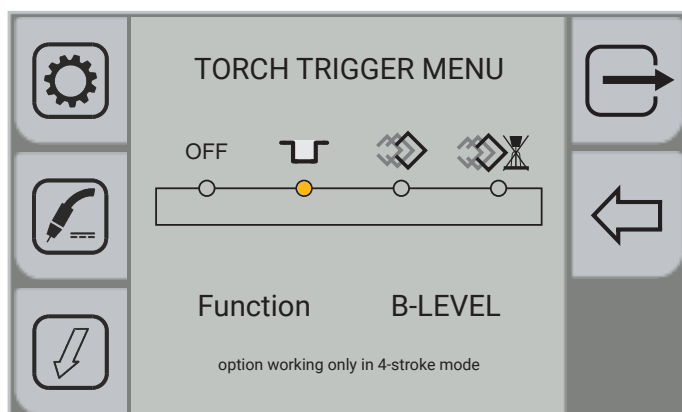 TORCH TRIGGER MENU
OFF
Function B-LEVEL
option working only in 4-stroke mode